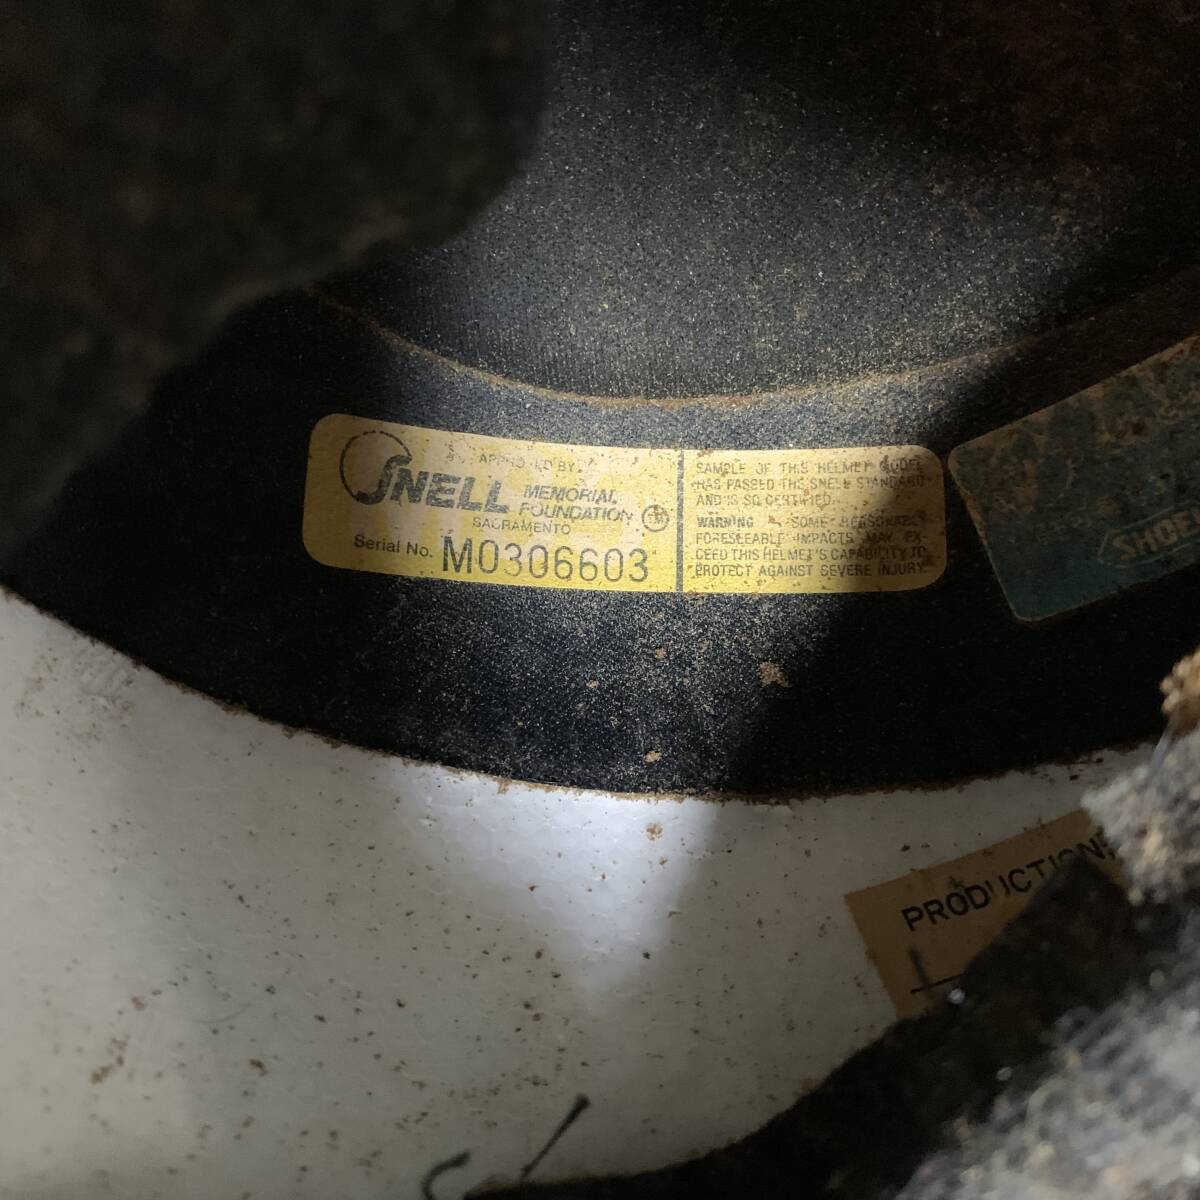 APPROVED BY
SNELL MEMORIAL
FOUNDATION
SACRAMENTO
Serial No. M0306603
SAMPLE OF THIS HELMET MODEL
HAS PASSED THE SNELL STANDARD
AND IS SO CERTIFIED.
WARNING SOME REASONABLY
FORESEEABLE IMPACTS MAY EX-
CEED THIS HELMET'S CAPABILITY TO
PROTECT AGAINST SEVERE INJURY
SHOE
PRODUCTION